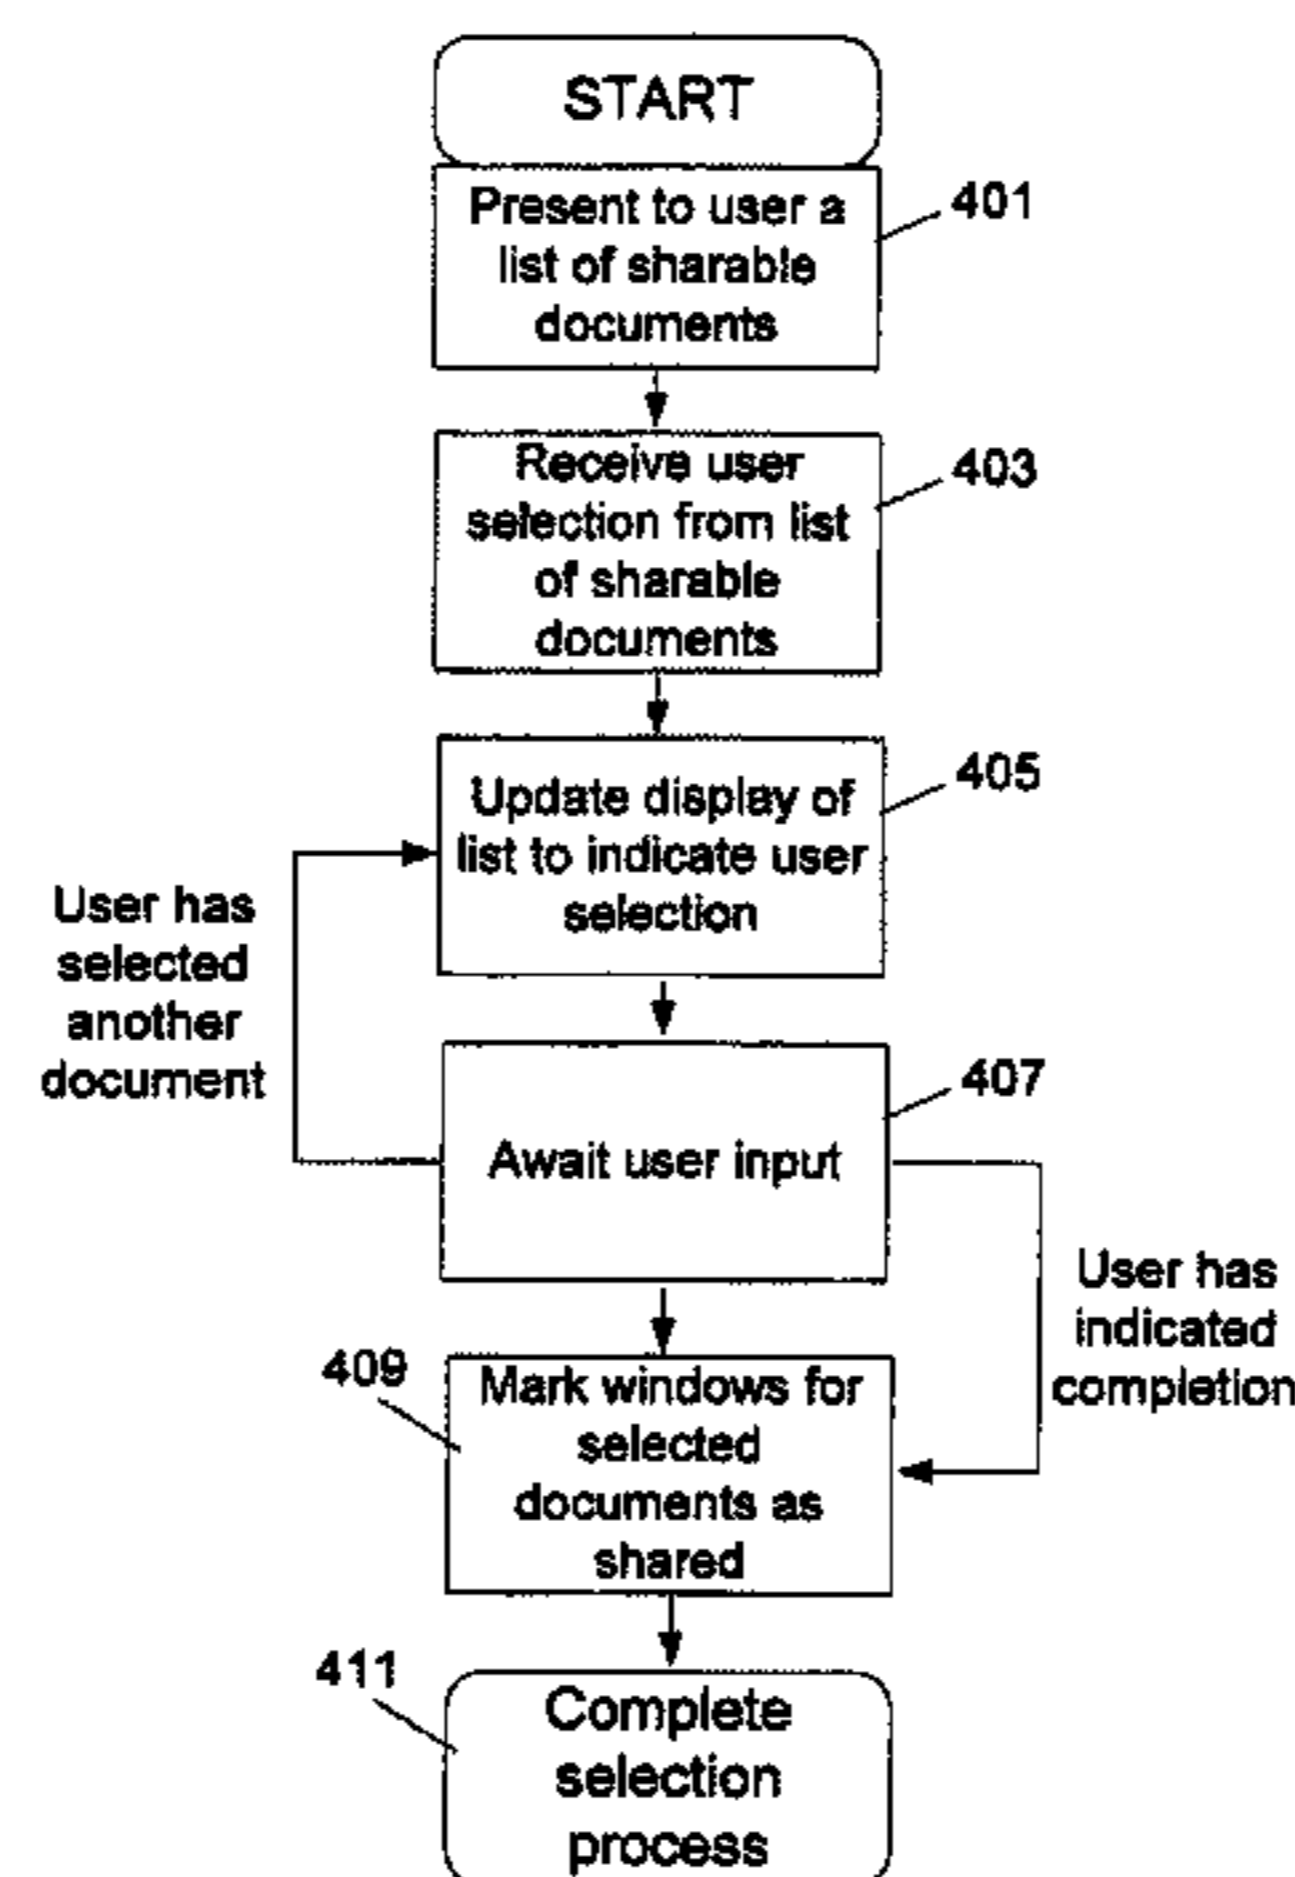 START
Present to user a
list of sharable
documents
401
Receive user
selection from list
of sharable
documents
403
Update display of
list to indicate user
selection
405
User has
selected
another
document
Await user input
407
User has
indicated
completion
409
Mark windows for
selected
documents as
shared
411
Complete
selection
process